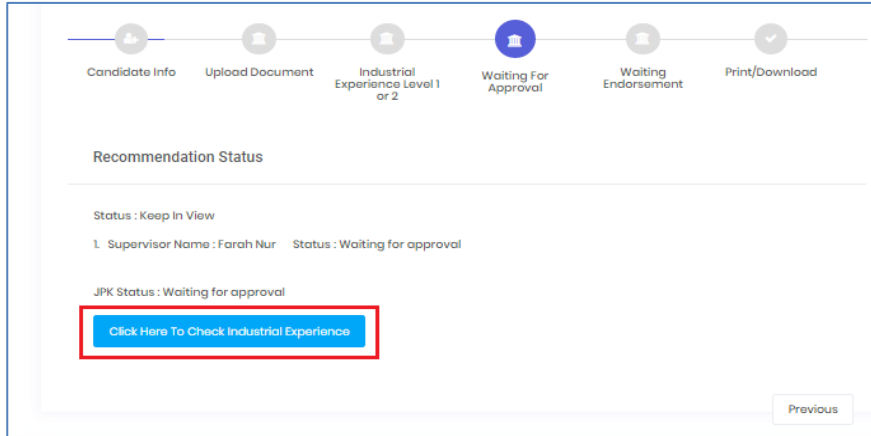 Candidate Info
Upload Document
Industrial
Experience Level 1
or 2
Waiting For
Approval
Waiting
Endorsement
Print/Download
Recommendation Status
Status : Keep In View
1. Supervisor Name : Farah Nur Status : Waiting for approval
JPK Status : Waiting for approval
Click Here To Check Industrial Experience
Previous